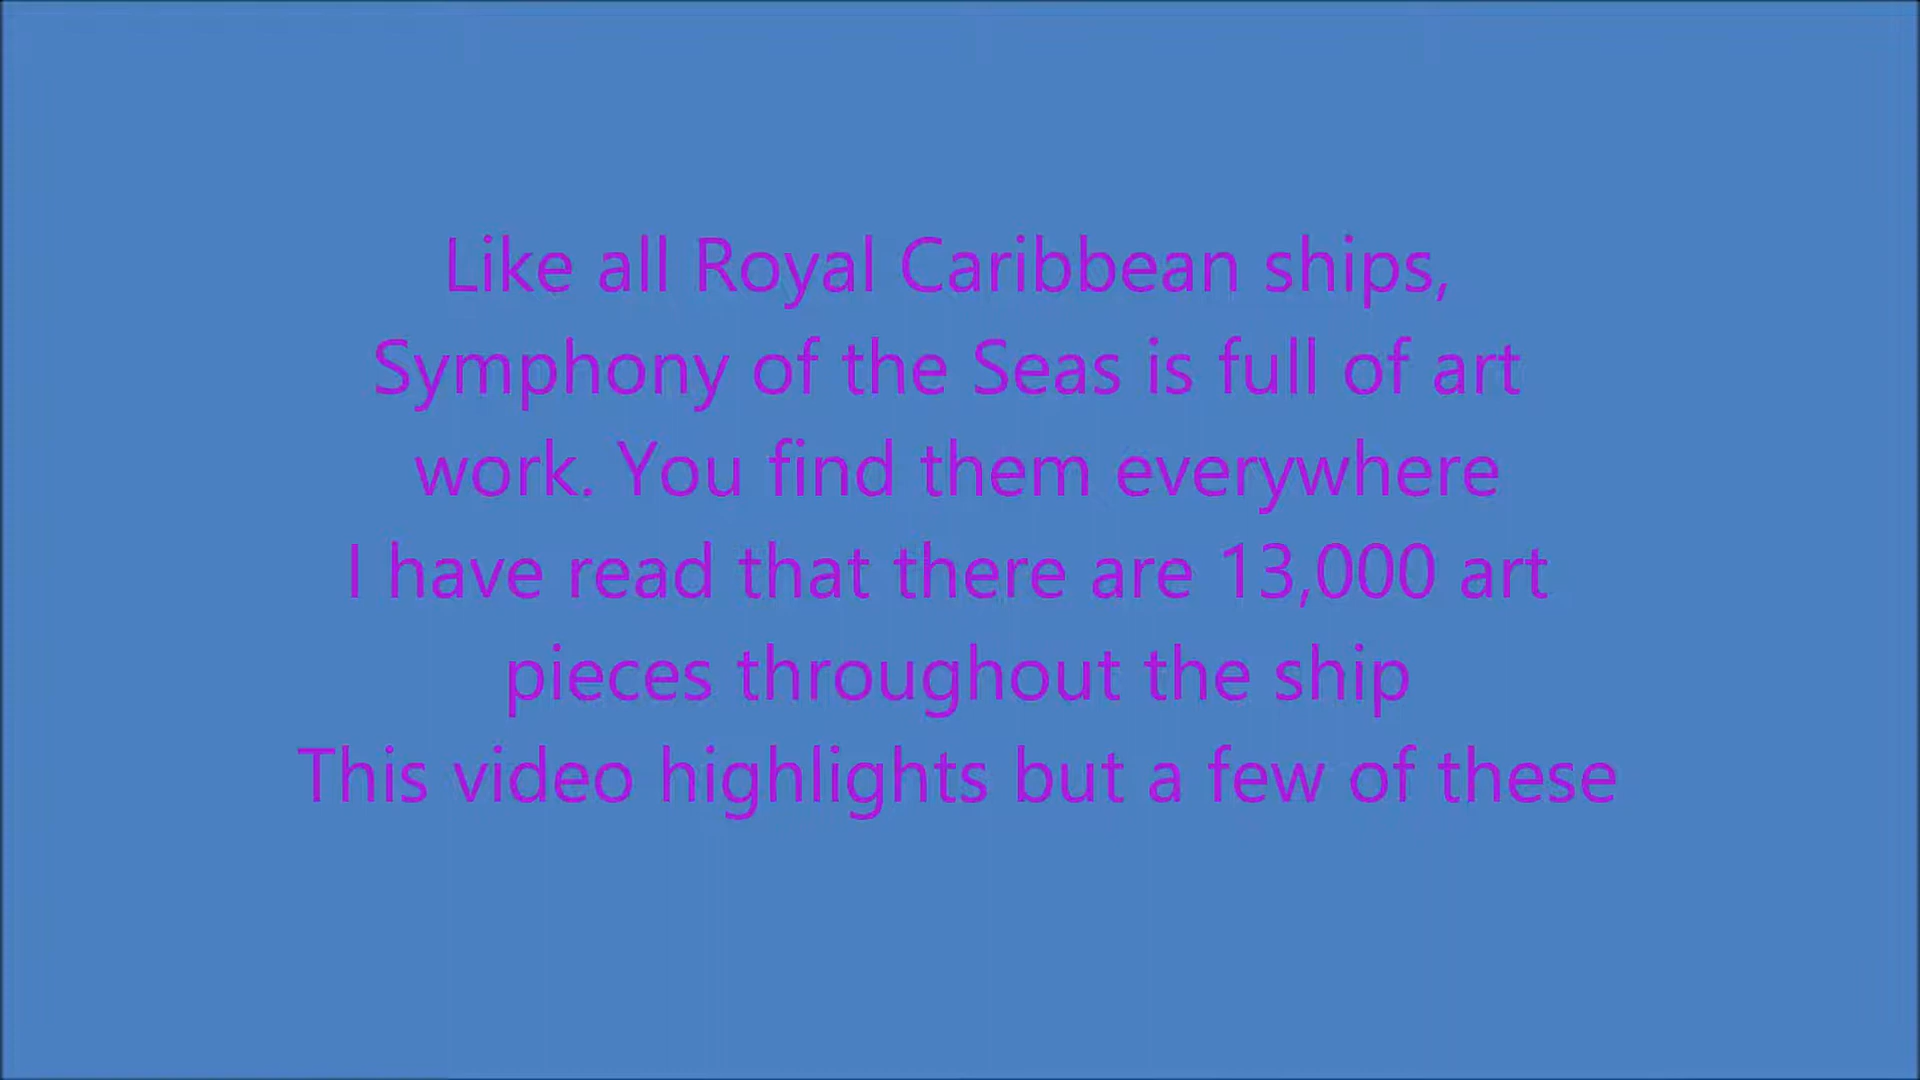 Like all Royal Caribbean ships,
Symphony of the Seas is full of art
work. You find them everywhere
I have read that there are 13,000 art
pieces throughout the ship
This video highlights but a few of these